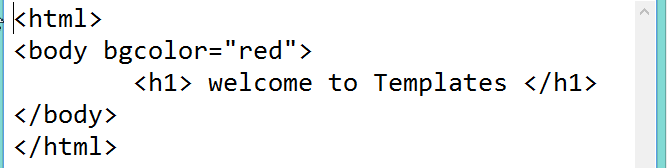 <html>
<body bgcolor="red">
        <h1> welcome to Templates </h1>
</body>
</html>